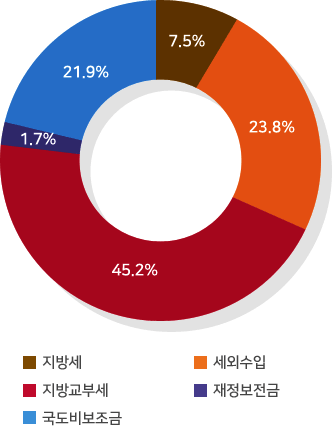 7.5%
21.9%
23.8%
1.7%
45.2%
지방세
세외수입
지방교부세
재정보전금
국도비보조금